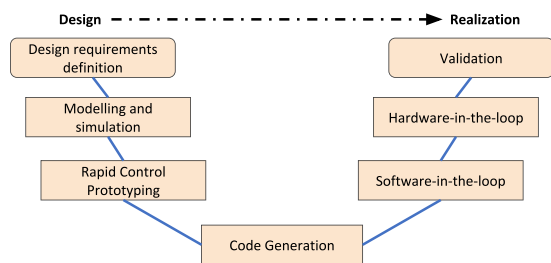 Design
Realization
Design requirements
definition
Validation
Modelling and
simulation
Hardware-in-the-loop
Rapid Control
Prototyping
Software-in-the-loop
Code Generation